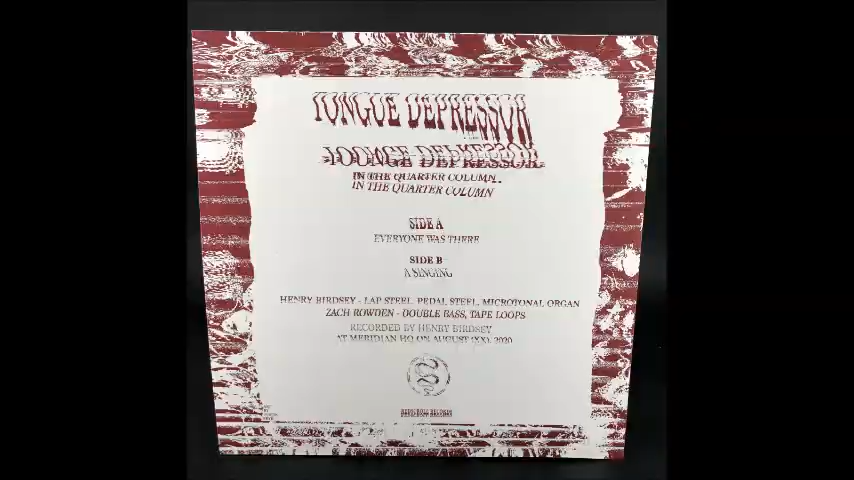 TONGUE DEPRESSOR
TOONGE DEPRESSOR
IN THE QUARTER COLUMN
IN THE QUARTER COLUMN
SIDE A
EVERYONE WAS THERE
SIDE B
A SINGING
HENRY BIRDSEY - LAP STEEL, PEDAL STEEL, MICROTONAL ORGAN
ZACH ROWDEN - DOUBLE BASS, TAPE LOOPS
RECORDED BY HENRY BIRDSEY
AT MERIDIAN HQ ON AUGUST (XX), 2020